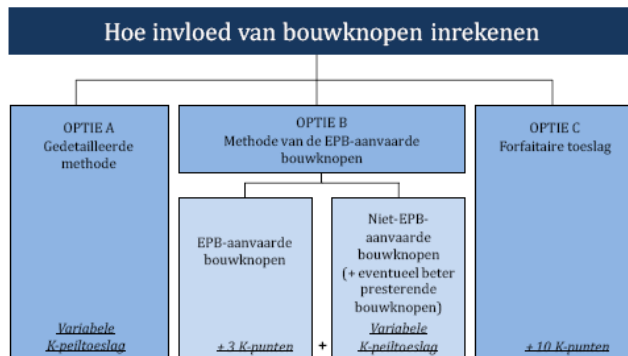 Hoe invloed van bouwknopen inrekenen
OPTIE A
Gedetailleerde
methode
Variabele
K-peiltoeslag
OPTIE B
Methode van de EPB-aanvaarde
bouwknopen
EPB-aanvaarde
bouwknopen
+ 3 K-punten
+
Niet-EPB-
aanvaarde
bouwknopen
(+ eventueel beter
presterende
bouwknopen)
Variabele
K-peiltoeslag
OPTIE C
Forfaitaire toeslag
+ 10 K-punten